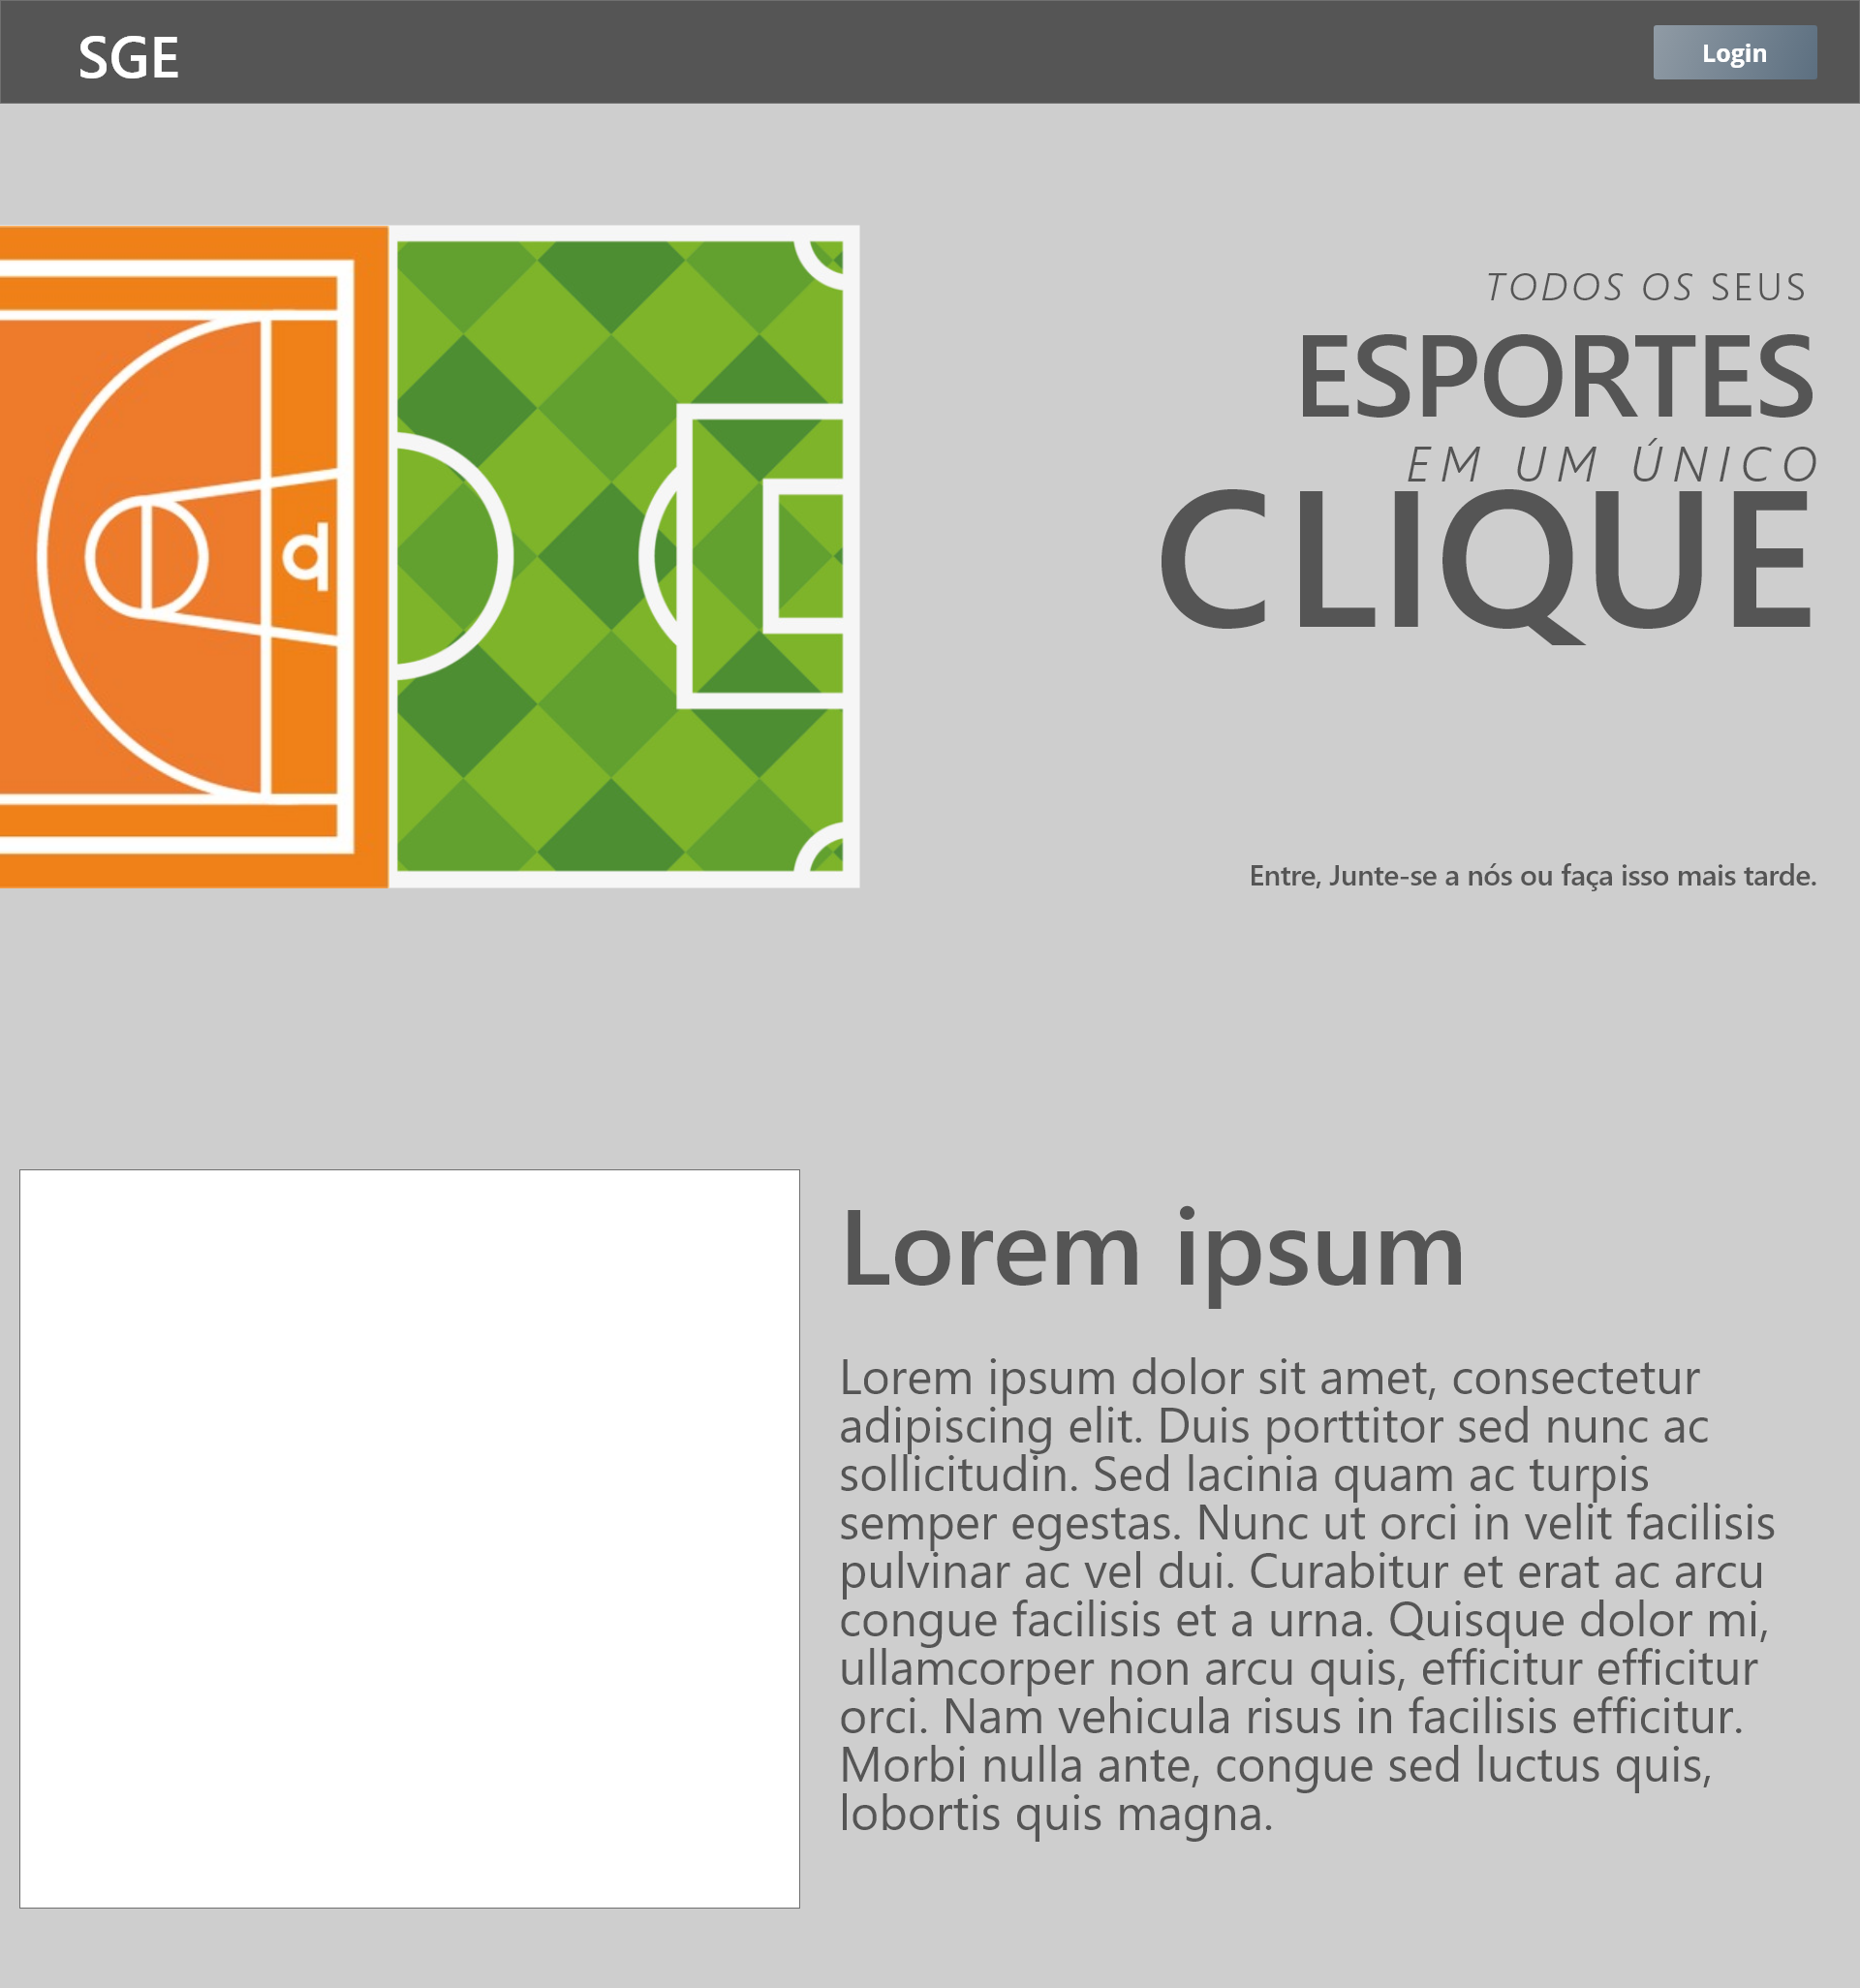 SGE
Login
TODOS OS SEUS
ESPORTES
EM UM ÚNICO
CLIQUE
Entre, Junte-se a nós ou faça isso mais tarde.
Lorem ipsum
Lorem ipsum dolor sit amet, consectetur
adipiscing elit. Duis porttitor sed nunc ac
sollicitudin. Sed lacinia quam ac turpis
semper egestas. Nunc ut orci in velit facilisis
pulvinar ac vel dui. Curabitur et erat ac arcu
congue facilisis et a urna. Quisque dolor mi,
ullamcorper non arcu quis, efficitur efficitur
orci. Nam vehicula risus in facilisis efficitur.
Morbi nulla ante, congue sed luctus quis,
lobortis quis magna.